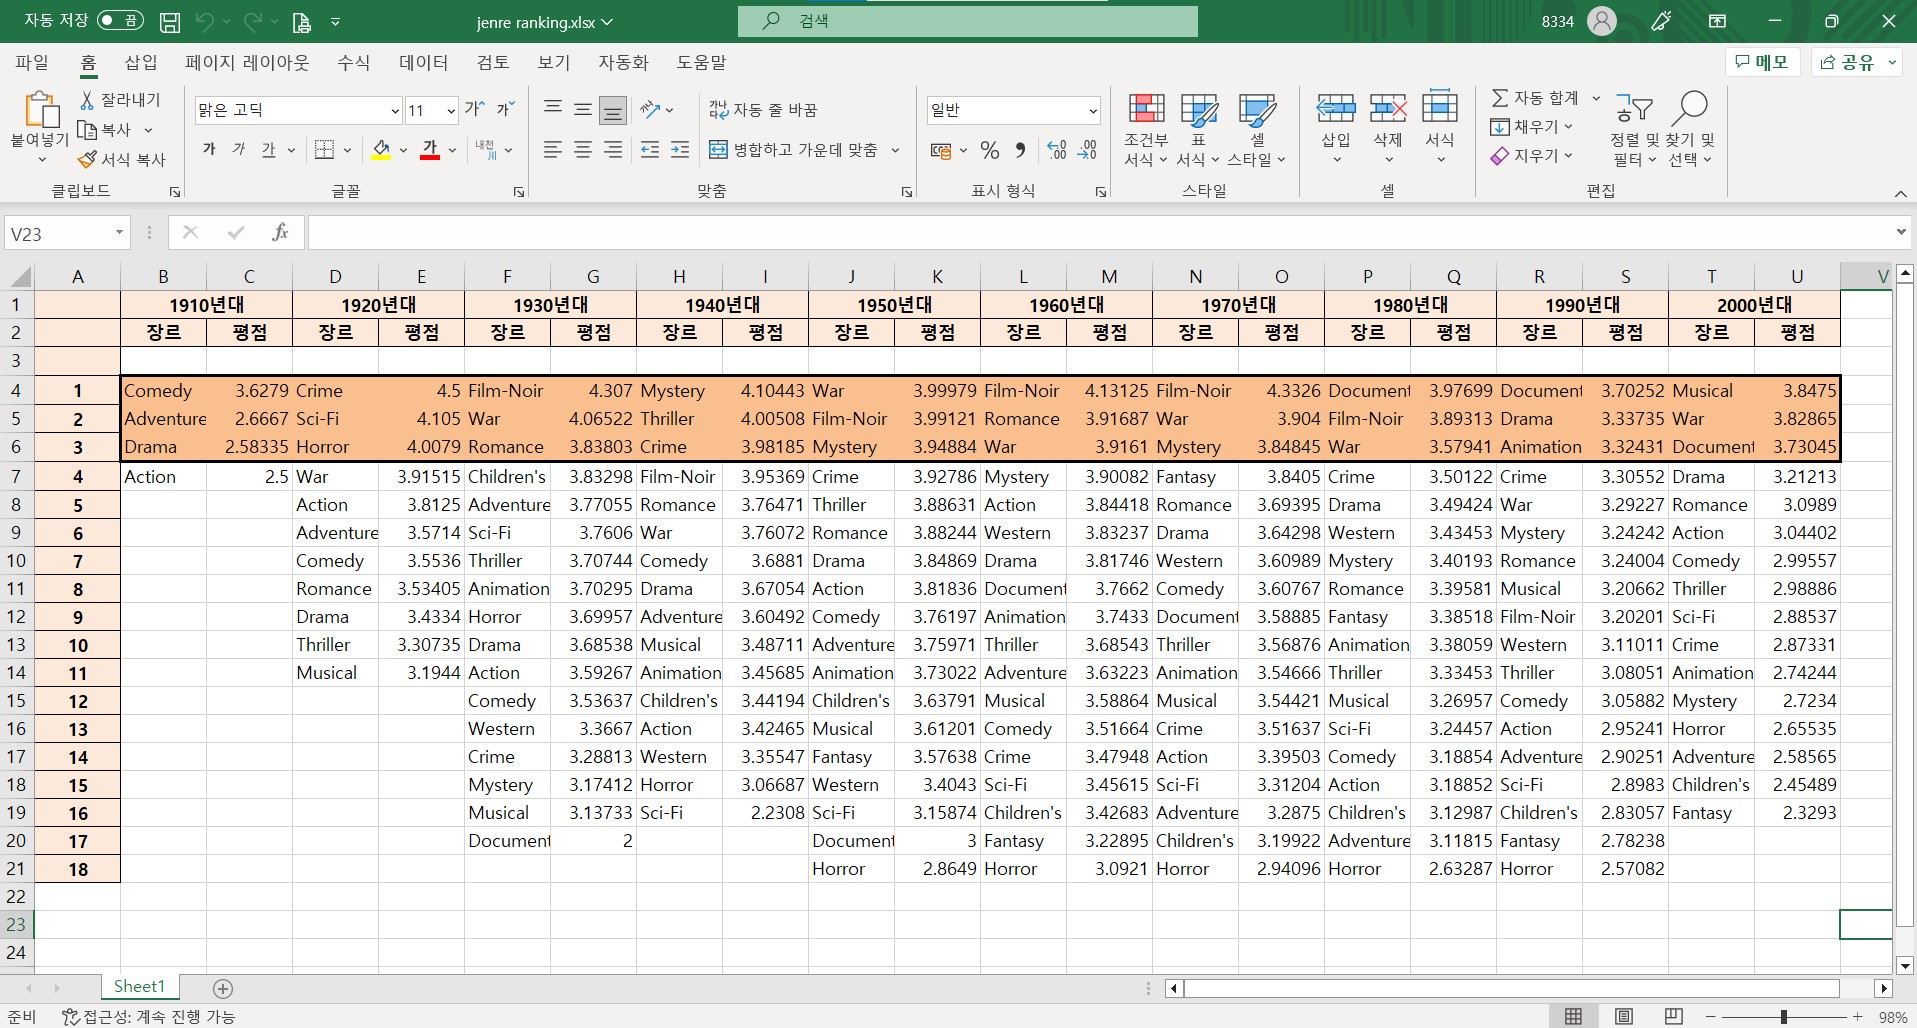 자동 저장 끔 jenre ranking.xlsx 검색 8334
파일 홈 삽입 페이지 레이아웃 수식 데이터 검토 보기 자동화 도움말 메모 공유
붙여넣기 잘라내기 복사 서식 복사 클립보드
맑은 고딕 11 가 가 가 가 가 가 내천 川 글꼴
가나 다 자동 줄 바꿈 병합하고 가운데 맞춤 맞춤
일반 % 표시 형식
조건부 서식 표 서식 셀 스타일 스타일
삽입 삭제 서식 셀
자동 합계 채우기 지우기 정렬 및 필터 찾기 및 선택 편집
V23 fx
A B C D E F G H I J K L M N O P Q R S T U V
1 1910년대 1920년대 1930년대 1940년대 1950년대 1960년대 1970년대 1980년대 1990년대 2000년대
2 장르 평점 장르 평점 장르 평점 장르 평점 장르 평점 장르 평점 장르 평점 장르 평점 장르 평점 장르 평점
3
4 1 Comedy 3.6279 Crime 4.5 Film-Noir 4.307 Mystery 4.10443 War 3.99979 Film-Noir 4.13125 Film-Noir 4.3326 Document 3.97699 Document 3.70252 Musical 3.8475
5 2 Adventure 2.6667 Sci-Fi 4.105 War 4.06522 Thriller 4.00508 Film-Noir 3.99121 Romance 3.91687 War 3.904 Film-Noir 3.89313 Drama 3.33735 War 3.82865
6 3 Drama 2.58335 Horror 4.0079 Romance 3.83803 Crime 3.98185 Mystery 3.94884 War 3.9161 Mystery 3.84845 War 3.57941 Animation 3.32431 Document 3.73045
7 4 Action 2.5 War 3.91515 Children's 3.83298 Film-Noir 3.95369 Crime 3.92786 Mystery 3.90082 Fantasy 3.8405 Crime 3.50122 Crime 3.30552 Drama 3.21213
8 5 Action 3.8125 Adventure 3.77055 Romance 3.76471 Thriller 3.88631 Action 3.84418 Romance 3.69395 Drama 3.49424 War 3.29227 Romance 3.0989
9 6 Adventure 3.5714 Sci-Fi 3.7606 War 3.76072 Romance 3.88244 Western 3.83237 Drama 3.64298 Western 3.43453 Mystery 3.24242 Action 3.04402
10 7 Comedy 3.5536 Thriller 3.70744 Comedy 3.6881 Drama 3.84869 Drama 3.81746 Western 3.60989 Mystery 3.40193 Romance 3.24004 Comedy 2.99557
11 8 Romance 3.53405 Animation 3.70295 Drama 3.67054 Action 3.81836 Document 3.7662 Comedy 3.60767 Romance 3.39581 Musical 3.20662 Thriller 2.98886
12 9 Drama 3.4334 Horror 3.69957 Adventure 3.60492 Comedy 3.76197 Animation 3.7433 Document 3.58885 Fantasy 3.38518 Film-Noir 3.20201 Sci-Fi 2.88537
13 10 Thriller 3.30735 Drama 3.68538 Musical 3.48711 Adventure 3.75971 Thriller 3.68543 Thriller 3.56876 Animation 3.38059 Western 3.11011 Crime 2.87331
14 11 Musical 3.1944 Action 3.59267 Animation 3.45685 Animation 3.73022 Adventure 3.63223 Animation 3.54666 Thriller 3.33453 Thriller 3.08051 Animation 2.74244
15 12 Comedy 3.53637 Children's 3.44194 Children's 3.63791 Musical 3.58864 Musical 3.54421 Musical 3.26957 Comedy 3.05882 Mystery 2.7234
16 13 Western 3.3667 Action 3.42465 Musical 3.61201 Comedy 3.51664 Crime 3.51637 Sci-Fi 3.24457 Action 2.95241 Horror 2.65535
17 14 Crime 3.28813 Western 3.35547 Fantasy 3.57638 Crime 3.47948 Action 3.39503 Comedy 3.18854 Adventure 2.90251 Adventure 2.58565
18 15 Mystery 3.17412 Horror 3.06687 Western 3.4043 Sci-Fi 3.45615 Sci-Fi 3.31204 Action 3.18852 Sci-Fi 2.8983 Children's 2.45489
19 16 Musical 3.13733 Sci-Fi 2.2308 Sci-Fi 3.15874 Children's 3.42683 Adventure 3.2875 Children's 3.12987 Children's 2.83057 Fantasy 2.3293
20 17 Document 2 Document 3 Fantasy 3.22895 Children's 3.19922 Adventure 3.11815 Fantasy 2.78238
21 18 Horror 2.8649 Horror 3.0921 Horror 2.94096 Horror 2.63287 Horror 2.57082
22
23
24
Sheet1
준비 접근성: 계속 진행 가능 98%